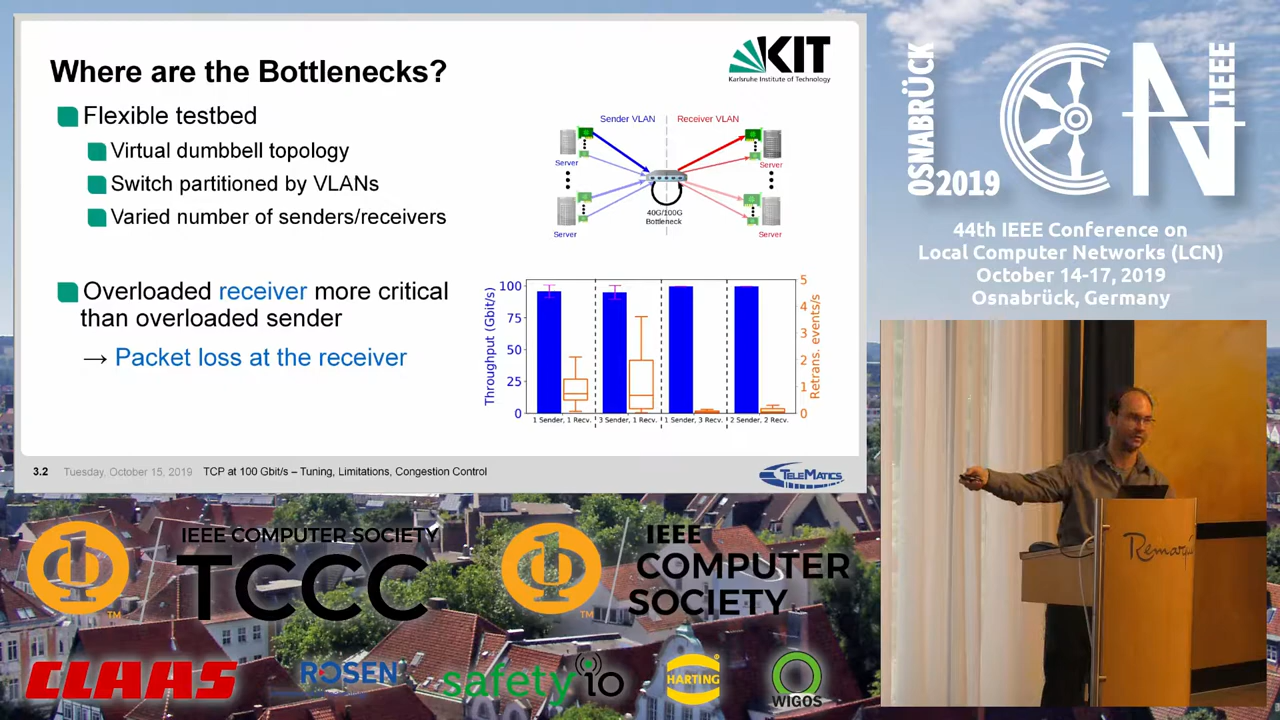 Where are the Bottlenecks?
KIT
Karlsruhe Institute of Technology
Flexible testbed
Virtual dumbbell topology
Switch partitioned by VLANs
Varied number of senders/receivers
Overloaded receiver more critical
than overloaded sender
→ Packet loss at the receiver
Sender VLAN
Receiver VLAN
Server
Server
Server
Server
40G/100G
Bottleneck
Throughput (Gbit/s)
100
75
50
25
0
5
4
3
2
1
0
Retrans. events/s
1 Sender, 1 Recv.
3 Sender, 1 Recv.
1 Sender, 3 Recv.
2 Sender, 2 Recv.
3.2
Tuesday, October 15, 2019
TCP at 100 Gbit/s – Tuning, Limitations, Congestion Control
TELEMATICS
OSNABRÜCK
2019
LCN
IEEE
44th IEEE Conference on
Local Computer Networks (LCN)
October 14-17, 2019
Osnabrück, Germany
Remarqu
IEEE COMPUTER SOCIETY
TCCC
TM
IEEE
COMPUTER
SOCIETY
TM
CLAAS
ROSEN
safety io
HARTING
WIGOS